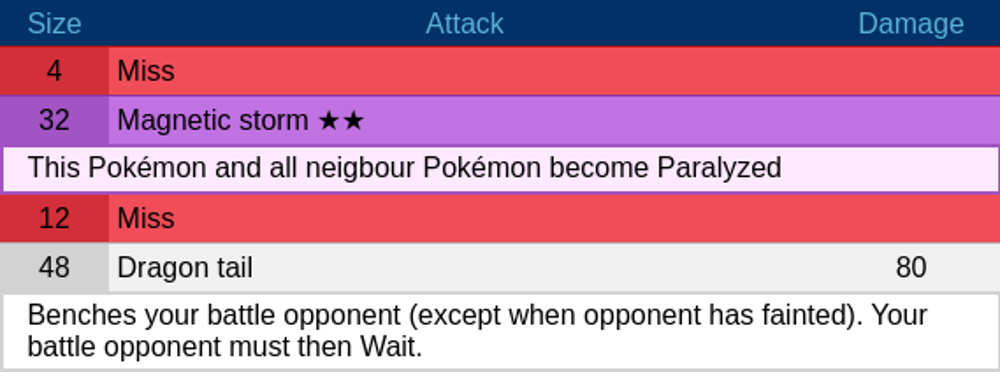 Size Attack Damage
4 Miss
32 Magnetic storm ★★
This Pokémon and all neigbour Pokémon become Paralyzed
12 Miss
48 Dragon tail 80
Benches your battle opponent (except when opponent has fainted). Your
battle opponent must then Wait.